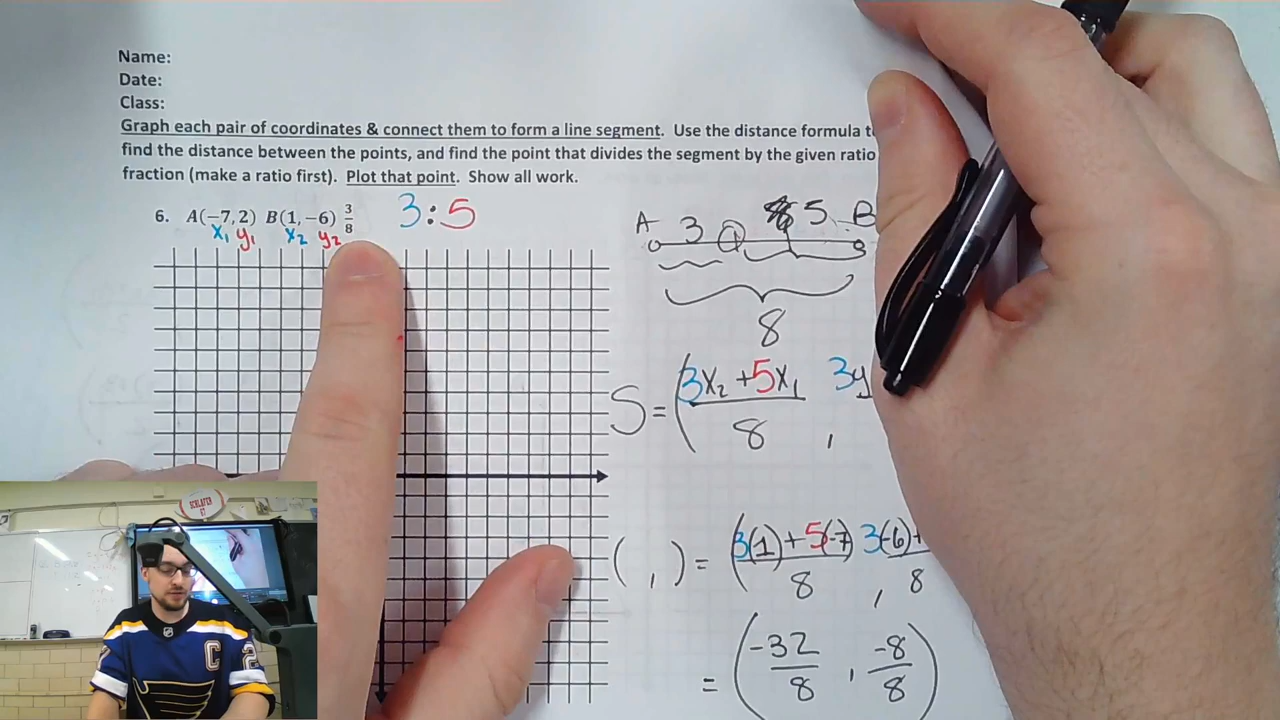 Name:
Date:
Class:
Graph each pair of coordinates & connect them to form a line segment. Use the distance formula t
find the distance between the points, and find the point that divides the segment by the given ratio
fraction (make a ratio first). Plot that point. Show all work.
6. A(−7, 2) B(1, −6) 3/8 3:5
x₁ y₁ x₂ y₂
A 3 5 B
8
S = (3x₂ + 5x₁ / 8 , 3y
( , ) = (3(1) + 5(-7) / 8 , 3(-6) + / 8
= (-32/8 , -8/8)
SCHLATER
67
C